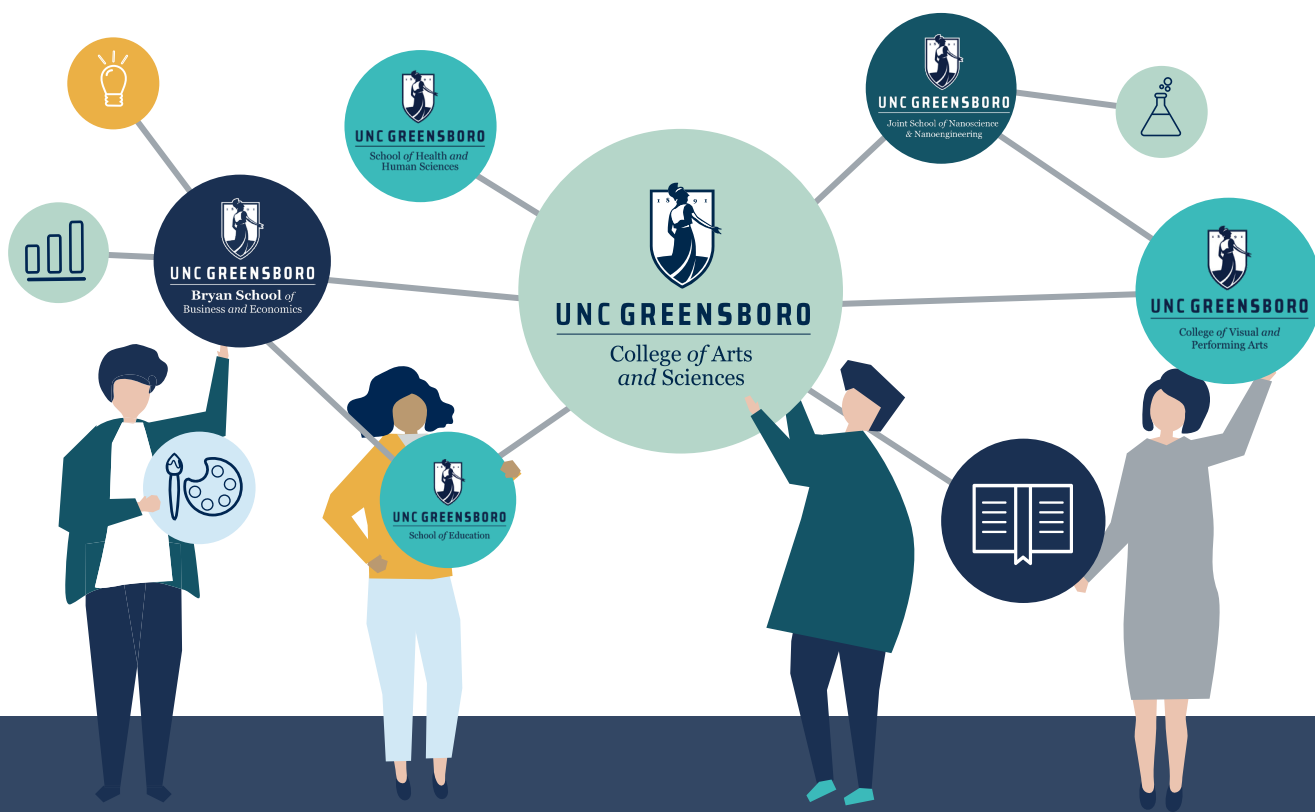 UNC GREENSBORO
School of Health and
Human Sciences
UNC GREENSBORO
Joint School of Nanoscience
& Nanoengineering
UNC GREENSBORO
Bryan School of
Business and Economics
18 91
UNC GREENSBORO
College of Arts
and Sciences
UNC GREENSBORO
College of Visual and
Performing Arts
UNC GREENSBORO
School of Education